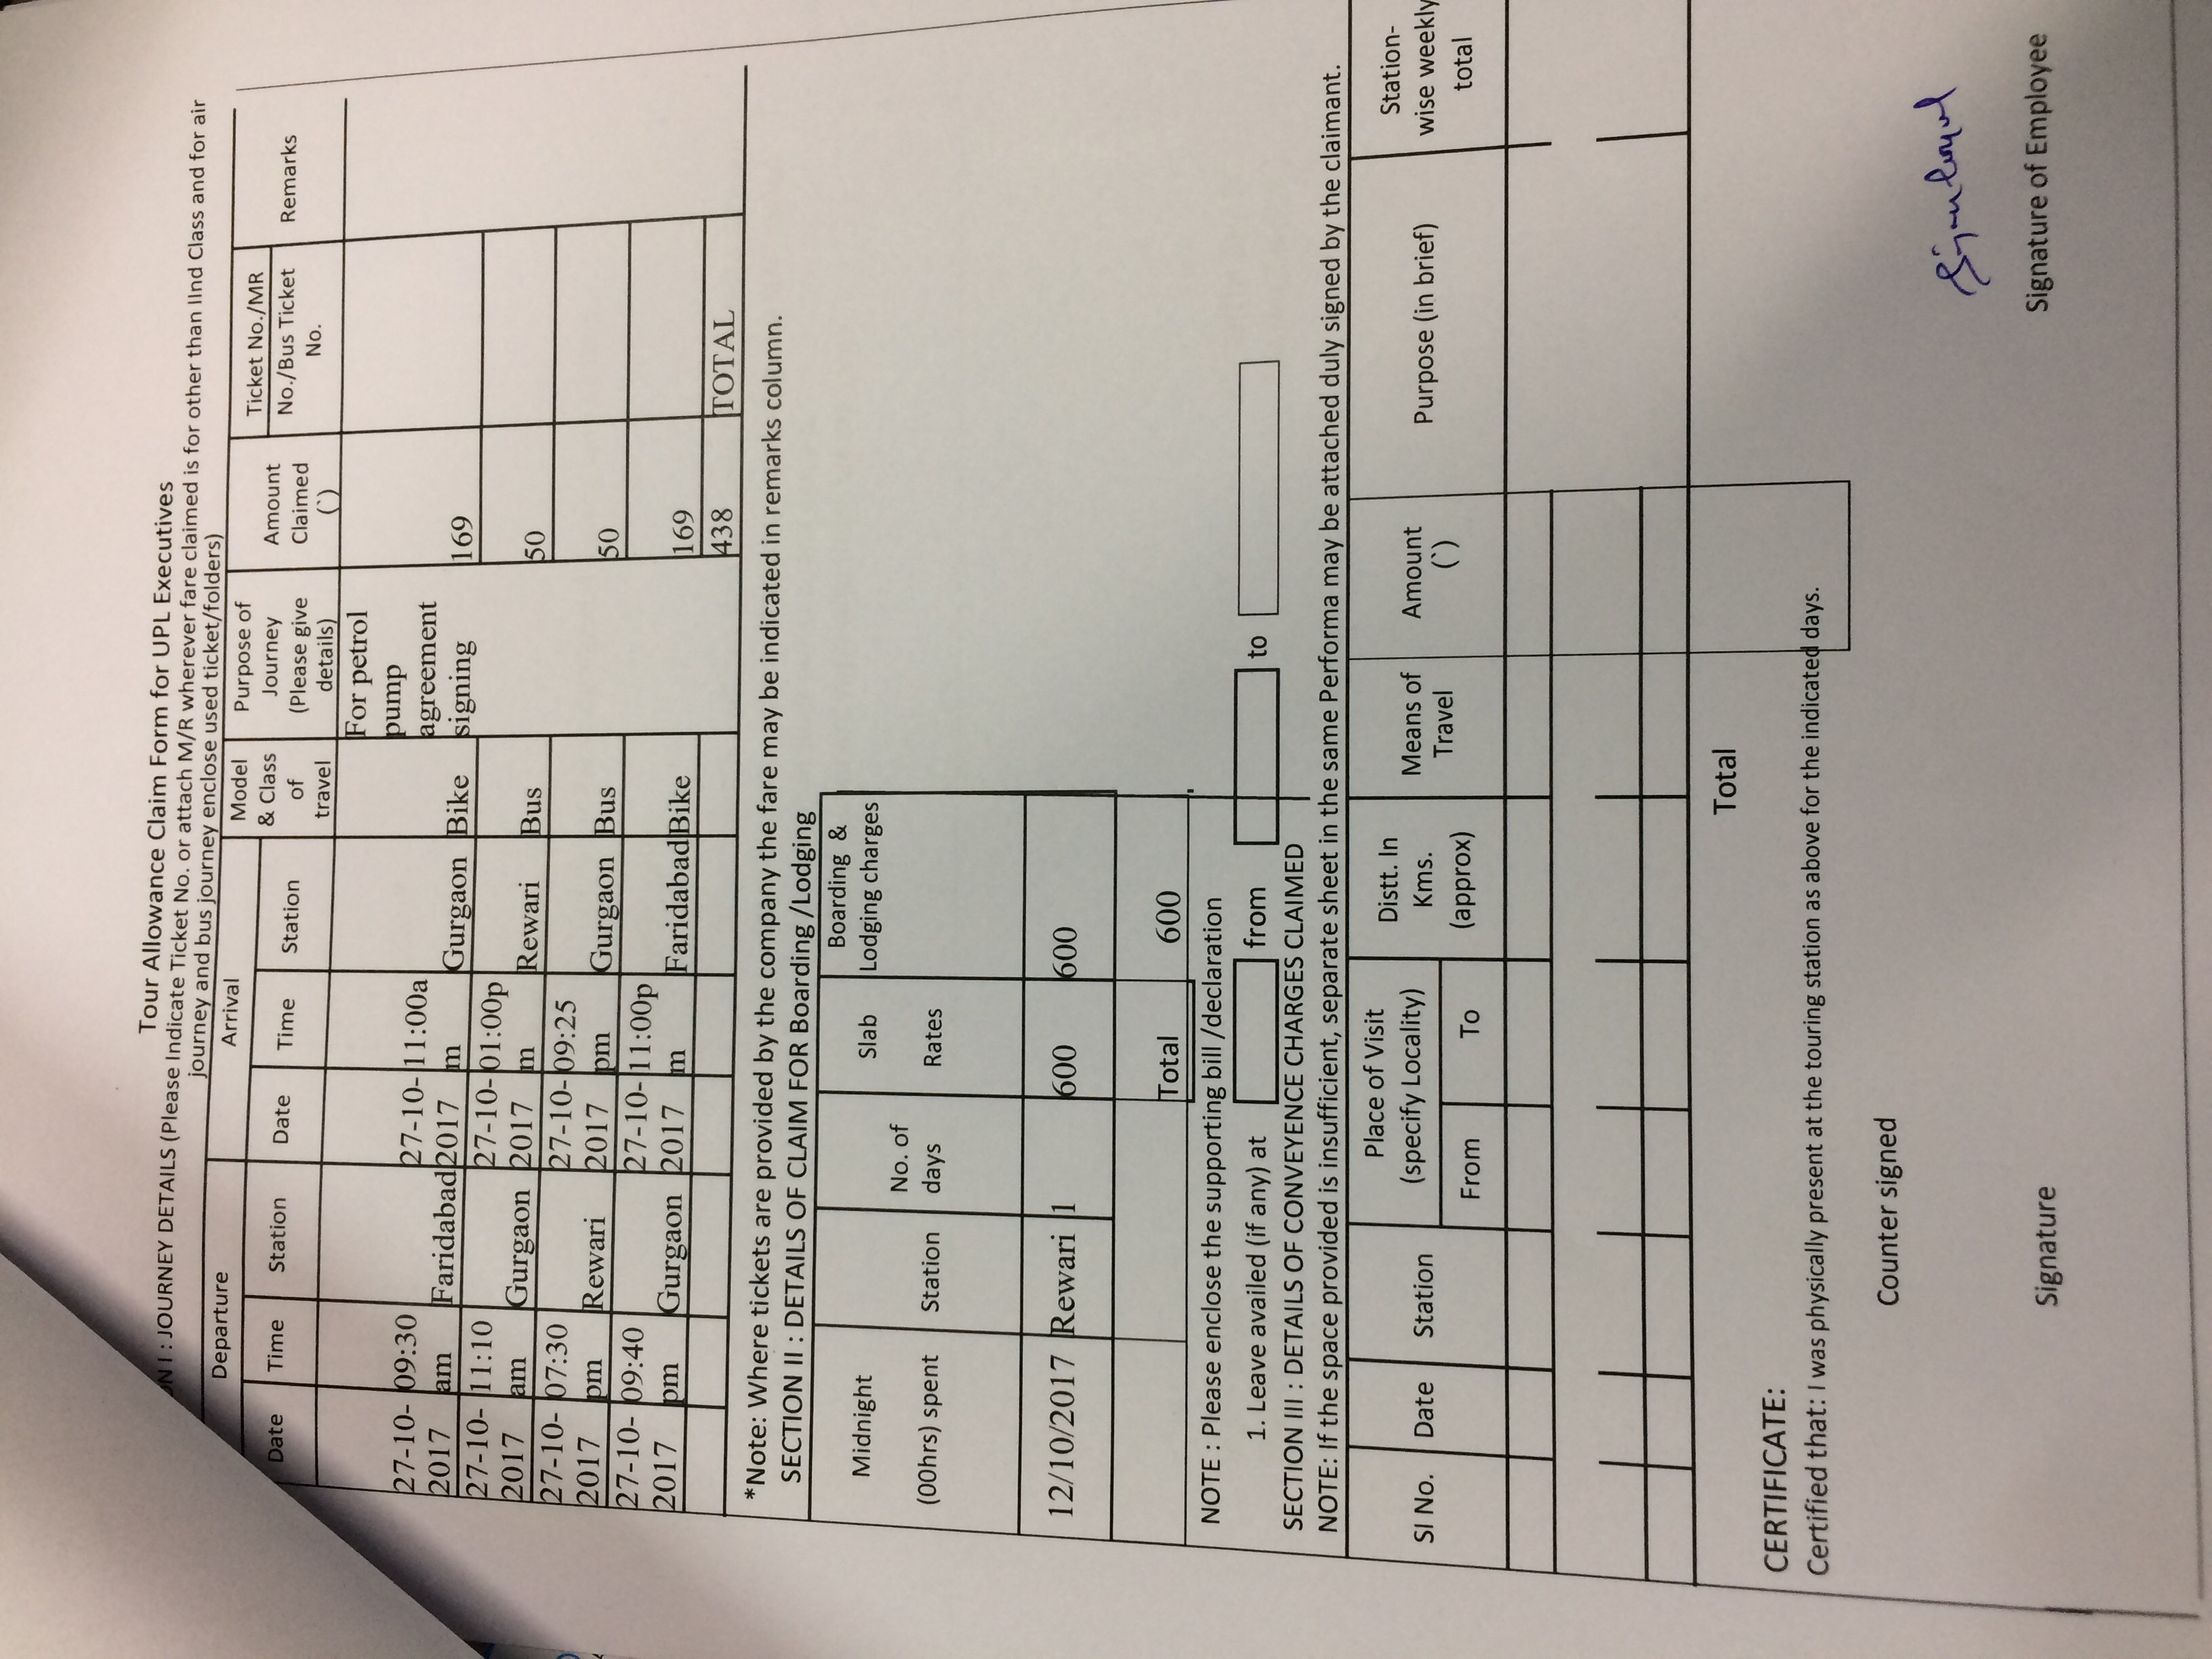 Tour Allowance Claim Form for UPL Executives
ON I : JOURNEY DETAILS (Please Indicate Ticket No. or attach M/R wherever fare claimed is for other than IInd Class and for air
journey and bus journey enclose used ticket/folders)
Departure Arrival Model & Class of travel Purpose of Journey (Please give details) Amount Claimed (`) Ticket No./MR No./Bus Ticket No. Remarks
Date Time Station Date Time Station
27-10-2017 09:30 am Faridabad 27-10-2017 11:00am Gurgaon Bike For petrol pump agreement signing 169
27-10-2017 11:10 am Gurgaon 27-10-2017 01:00pm Rewari Bus 50
27-10-2017 07:30 pm Rewari 27-10-2017 09:25 pm Gurgaon Bus 50
27-10-2017 09:40 pm Gurgaon 27-10-2017 11:00pm Faridabad Bike 169
438 TOTAL
*Note: Where tickets are provided by the company the fare may be indicated in remarks column.
SECTION II : DETAILS OF CLAIM FOR Boarding /Lodging
Midnight (00hrs) spent Station No. of days Slab Rates Boarding & Lodging charges
12/10/2017 Rewari 1 600 600
Total 600
NOTE : Please enclose the supporting bill /declaration
1. Leave availed (if any) at from to
SECTION III : DETAILS OF CONVEYENCE CHARGES CLAIMED
NOTE: If the space provided is insufficient, separate sheet in the same Performa may be attached duly signed by the claimant.
Sl No. Date Station Place of Visit (specify Locality) Distt. In Kms. (approx) Means of Travel Amount (`) Purpose (in brief) Station-wise weekly total
From To
Total
CERTIFICATE:
Certified that: I was physically present at the touring station as above for the indicated days.
Counter signed
Signature
Signature of Employee